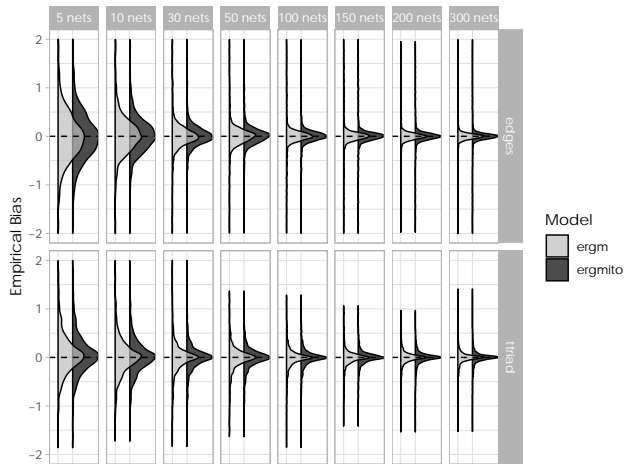 5 nets 10 nets 30 nets 50 nets 100 nets 150 nets 200 nets 300 nets
2
1
0
−1
−2
edges
2
1
0
−1
−2
ttriad
Empirical Bias
Model
ergm
ergmito